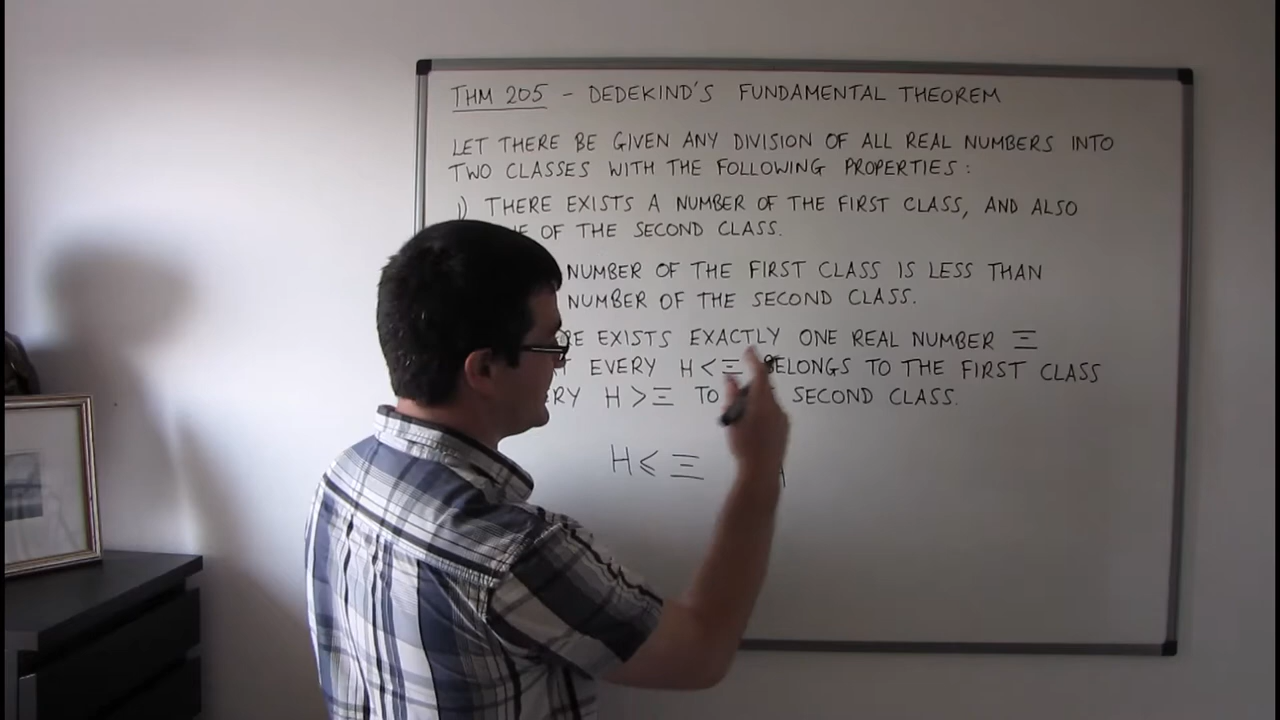 THM 205 - DEDEKIND'S FUNDAMENTAL THEOREM
LET THERE BE GIVEN ANY DIVISION OF ALL REAL NUMBERS INTO
TWO CLASSES WITH THE FOLLOWING PROPERTIES:
1) THERE EXISTS A NUMBER OF THE FIRST CLASS, AND ALSO
OF THE SECOND CLASS.
NUMBER OF THE FIRST CLASS IS LESS THAN
NUMBER OF THE SECOND CLASS.
EXISTS EXACTLY ONE REAL NUMBER Ξ
EVERY H < Ξ BELONGS TO THE FIRST CLASS
H > Ξ TO SECOND CLASS.
H ⩽ Ξ